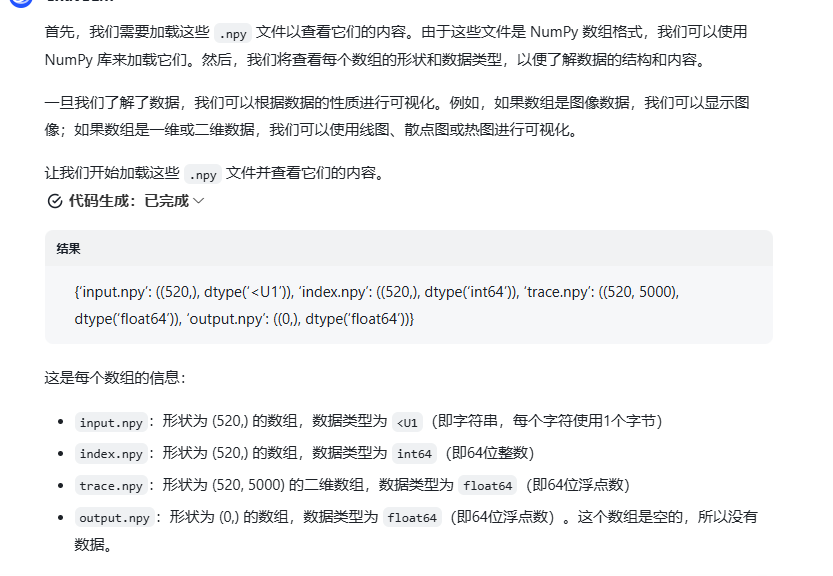 首先，我们需要加载这些 .npy 文件以查看它们的内容。由于这些文件是 NumPy 数组格式，我们可以使用
NumPy 库来加载它们。然后，我们将查看每个数组的形状和数据类型，以便了解数据的结构和内容。
一旦我们了解了数据，我们可以根据数据的性质进行可视化。例如，如果数组是图像数据，我们可以显示图
像；如果数组是一维或二维数据，我们可以使用线图、散点图或热图进行可视化。
让我们开始加载这些 .npy 文件并查看它们的内容。
代码生成：已完成
结果
{‘input.npy’: ((520,), dtype(‘<U1’)), ‘index.npy’: ((520,), dtype(‘int64’)), ‘trace.npy’: ((520, 5000),
dtype(‘float64’)), ‘output.npy’: ((0,), dtype(‘float64’))}
这是每个数组的信息：
• input.npy：形状为 (520,) 的数组，数据类型为 <U1（即字符串，每个字符使用1个字节）
• index.npy：形状为 (520,) 的数组，数据类型为 int64（即64位整数）
• trace.npy：形状为 (520, 5000) 的二维数组，数据类型为 float64（即64位浮点数）
• output.npy：形状为 (0,) 的数组，数据类型为 float64（即64位浮点数）。这个数组是空的，所以没有
数据。